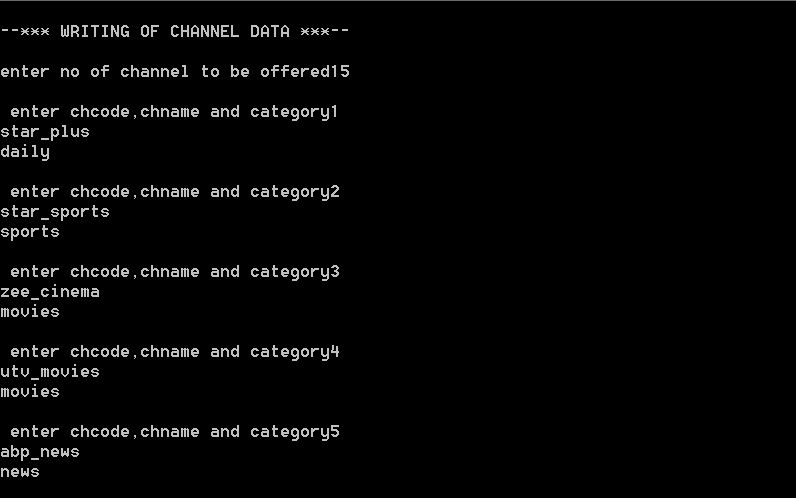 --*** WRITING OF CHANNEL DATA ***--
enter no of channel to be offered15
enter chcode,chname and category1
star_plus
daily
enter chcode,chname and category2
star_sports
sports
enter chcode,chname and category3
zee_cinema
movies
enter chcode,chname and category4
utv_movies
movies
enter chcode,chname and category5
abp_news
news